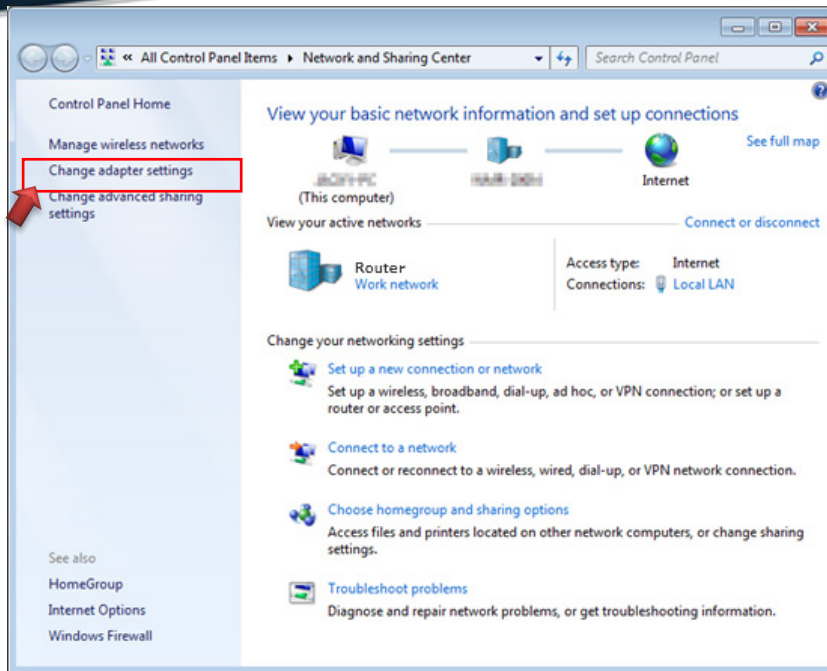 « All Control Panel Items ▸ Network and Sharing Center
Search Control Panel
Control Panel Home
Manage wireless networks
Change adapter settings
Change advanced sharing
settings
View your basic network information and set up connections
See full map
(This computer)
Internet
View your active networks
Connect or disconnect
Router
Work network
Access type: Internet
Connections: Local LAN
Change your networking settings
Set up a new connection or network
Set up a wireless, broadband, dial-up, ad hoc, or VPN connection; or set up a
router or access point.
Connect to a network
Connect or reconnect to a wireless, wired, dial-up, or VPN network connection.
Choose homegroup and sharing options
Access files and printers located on other network computers, or change sharing
settings.
Troubleshoot problems
Diagnose and repair network problems, or get troubleshooting information.
See also
HomeGroup
Internet Options
Windows Firewall